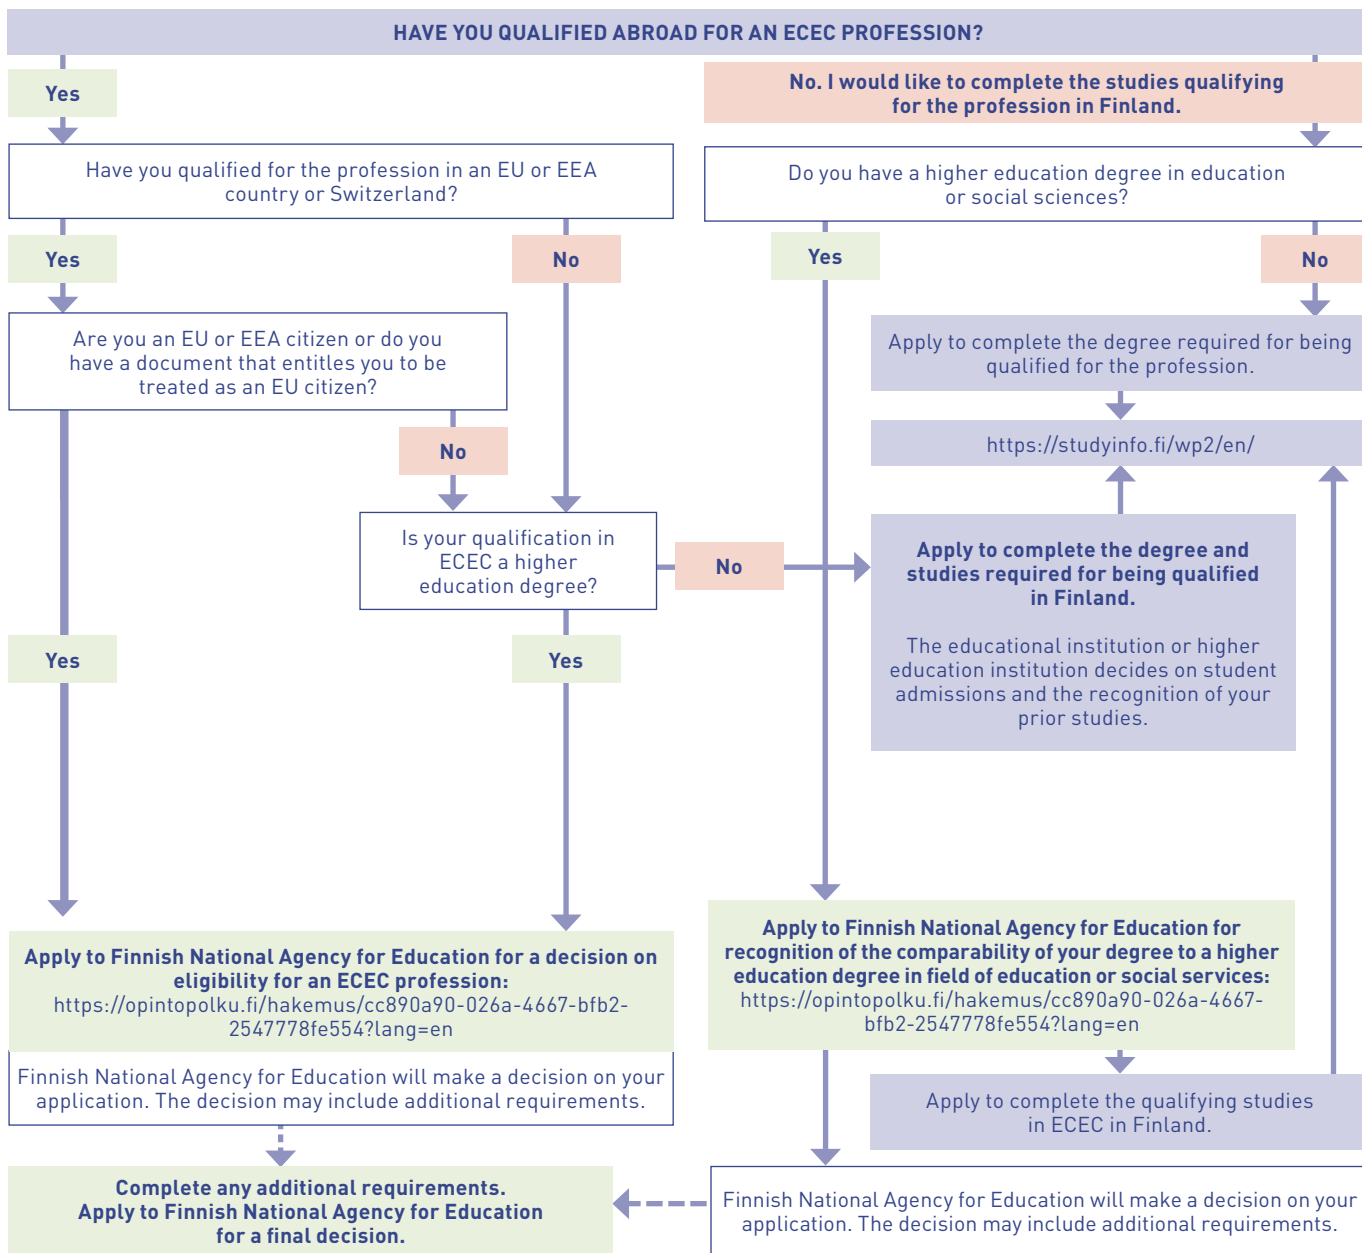 HAVE YOU QUALIFIED ABROAD FOR AN ECEC PROFESSION?
Yes
No. I would like to complete the studies qualifying
for the profession in Finland.
Have you qualified for the profession in an EU or EEA
country or Switzerland?
Do you have a higher education degree in education
or social sciences?
Yes
No
Yes
No
Are you an EU or EEA citizen or do you
have a document that entitles you to be
treated as an EU citizen?
Apply to complete the degree required for being
qualified for the profession.
No
https://studyinfo.fi/wp2/en/
Is your qualification in
ECEC a higher
education degree?
No
Apply to complete the degree and
studies required for being qualified
in Finland.
The educational institution or higher
education institution decides on student
admissions and the recognition of your
prior studies.
Yes
Yes
Apply to Finnish National Agency for Education for a decision on
eligibility for an ECEC profession:
https://opintopolku.fi/hakemus/cc890a90-026a-4667-bfb2-
2547778fe554?lang=en
Finnish National Agency for Education will make a decision on your
application. The decision may include additional requirements.
Apply to Finnish National Agency for Education for
recognition of the comparability of your degree to a higher
education degree in field of education or social services:
https://opintopolku.fi/hakemus/cc890a90-026a-4667-
bfb2-2547778fe554?lang=en
Apply to complete the qualifying studies
in ECEC in Finland.
Complete any additional requirements.
Apply to Finnish National Agency for Education
for a final decision.
Finnish National Agency for Education will make a decision on your
application. The decision may include additional requirements.